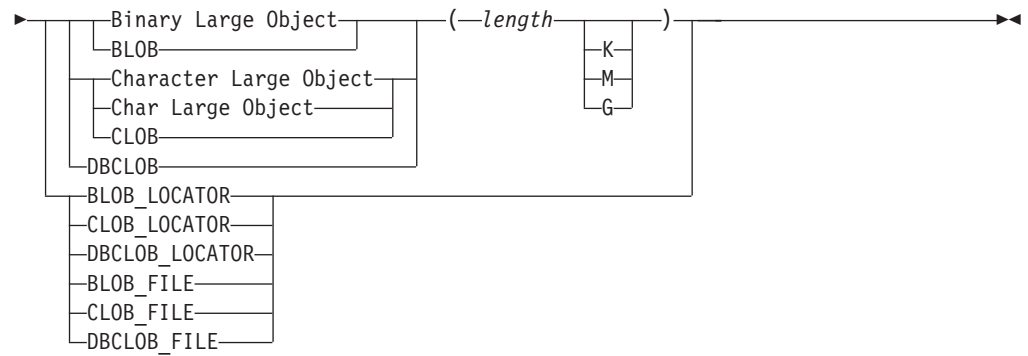 Binary Large Object ( length )
BLOB K
Character Large Object M
Char Large Object G
CLOB
DBCLOB
BLOB_LOCATOR
CLOB_LOCATOR
DBCLOB_LOCATOR
BLOB_FILE
CLOB_FILE
DBCLOB_FILE